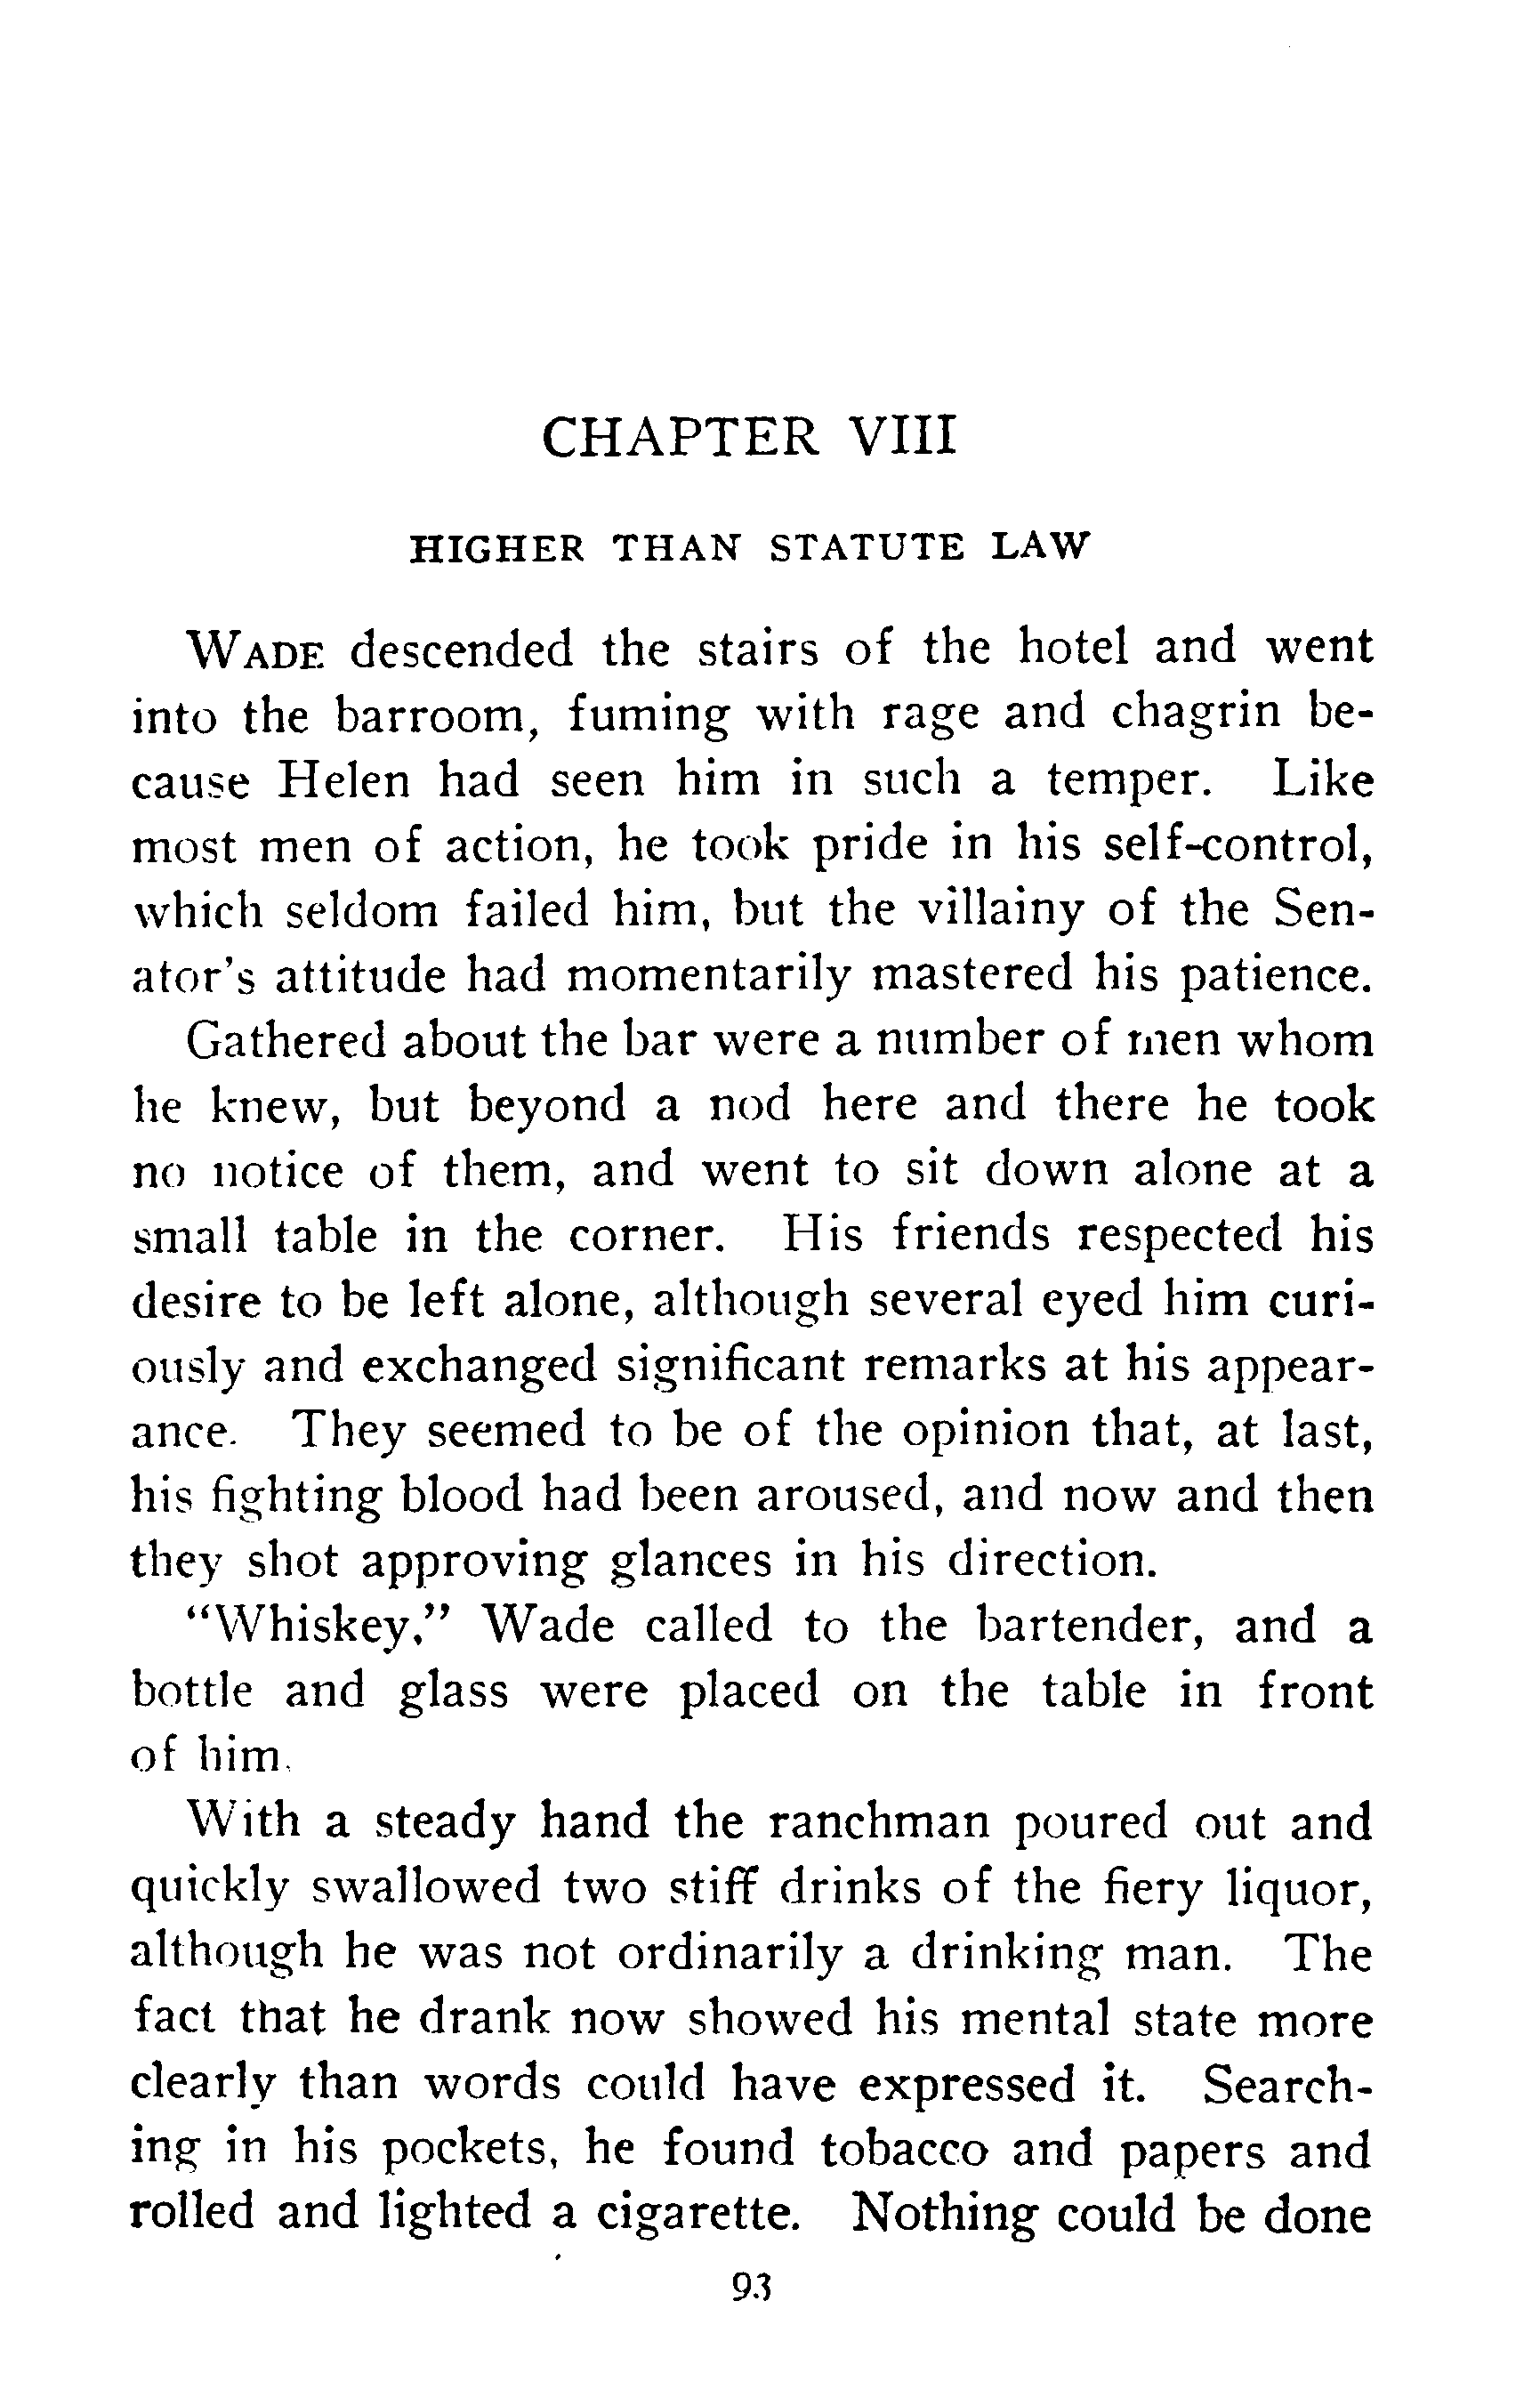 CHAPTER VIII
HIGHER THAN STATUTE LAW
WADE descended the stairs of the hotel and went
into the barroom, fuming with rage and chagrin be-
cause Helen had seen him in such a temper. Like
most men of action, he took pride in his self-control,
which seldom failed him, but the villainy of the Sen-
ator's attitude had momentarily mastered his patience.
Gathered about the bar were a number of men whom
he knew, but beyond a nod here and there he took
no notice of them, and went to sit down alone at a
small table in the corner. His friends respected his
desire to be left alone, although several eyed him curi-
ously and exchanged significant remarks at his appear-
ance. They seemed to be of the opinion that, at last,
his fighting blood had been aroused, and now and then
they shot approving glances in his direction.
"Whiskey," Wade called to the bartender, and a
bottle and glass were placed on the table in front
of him.
With a steady hand the ranchman poured out and
quickly swallowed two stiff drinks of the fiery liquor,
although he was not ordinarily a drinking man. The
fact that he drank now showed his mental state more
clearly than words could have expressed it. Search-
ing in his pockets, he found tobacco and papers and
rolled and lighted a cigarette. Nothing could be done
93